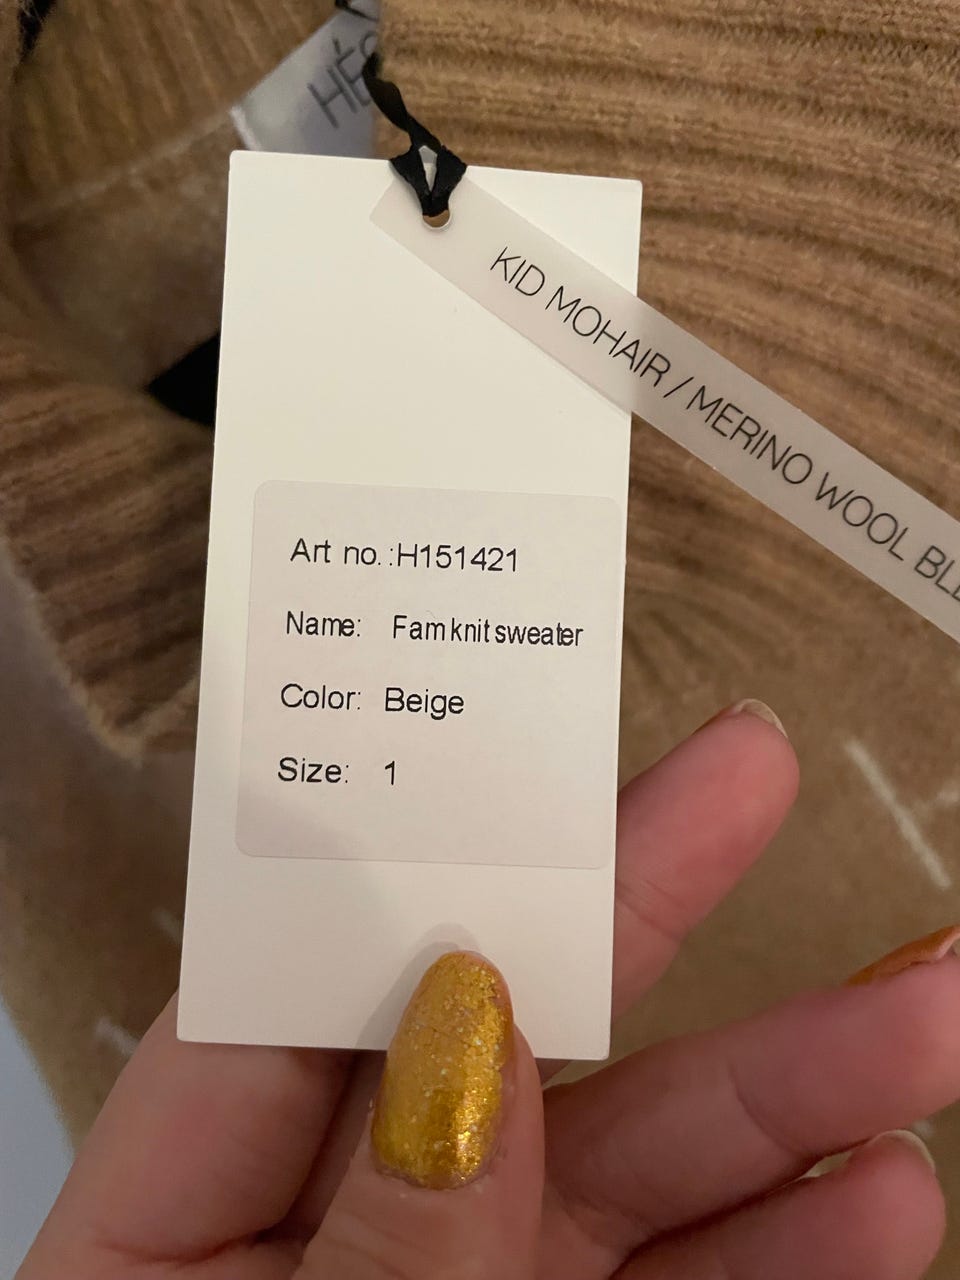 KID MOHAIR / MERINO WOOL
Art no.:H151421
Name: Fam knit sweater
Color: Beige
Size: 1